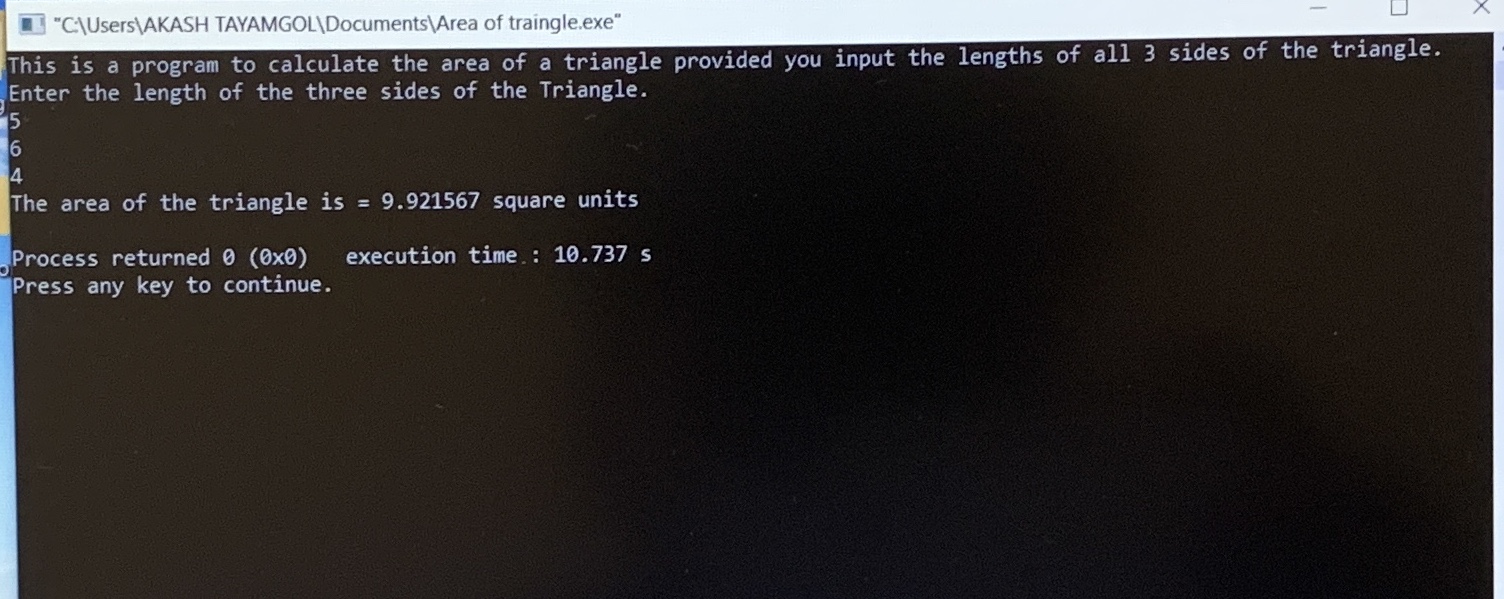 "C:\Users\AKASH TAYAMGOL\Documents\Area of traingle.exe"
This is a program to calculate the area of a triangle provided you input the lengths of all 3 sides of the triangle.
Enter the length of the three sides of the Triangle.
5
6
4
The area of the triangle is = 9.921567 square units
Process returned 0 (0x0)   execution time : 10.737 s
Press any key to continue.